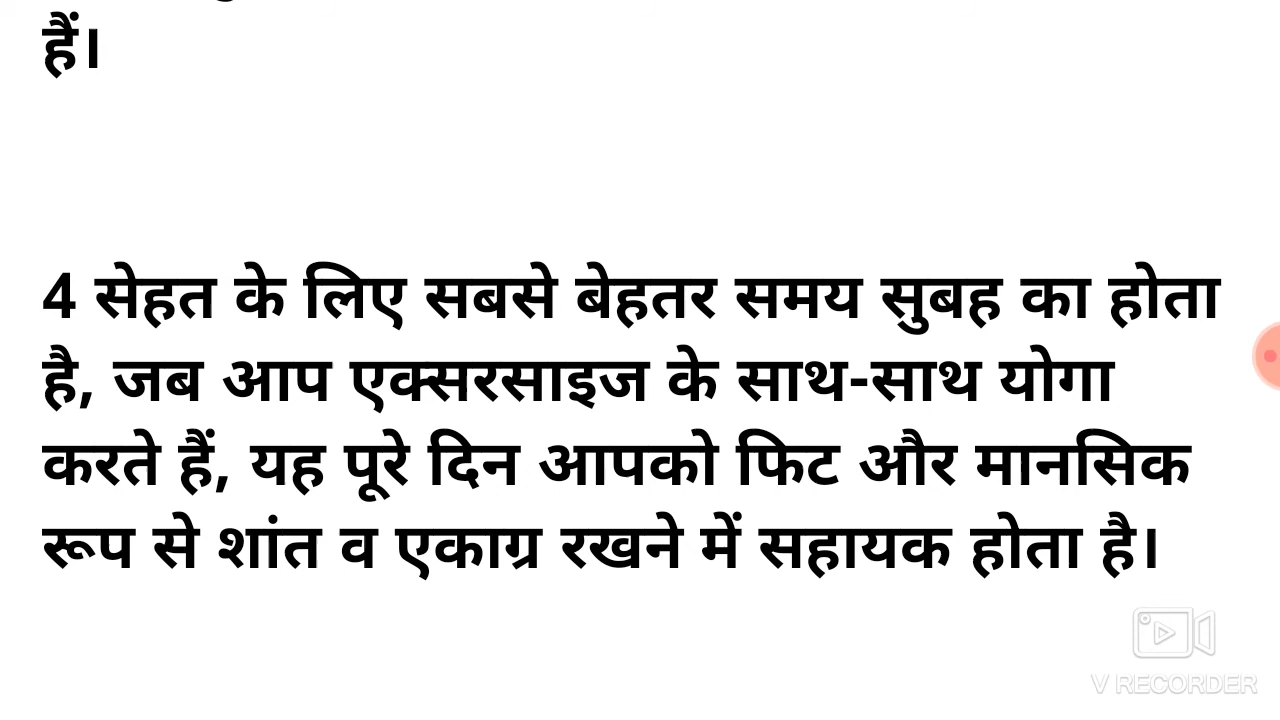 हैं।
4 सेहत के लिए सबसे बेहतर समय सुबह का होता
है, जब आप एक्सरसाइज के साथ-साथ योगा
करते हैं, यह पूरे दिन आपको फिट और मानसिक
रूप से शांत व एकाग्र रखने में सहायक होता है।
V RECORDER